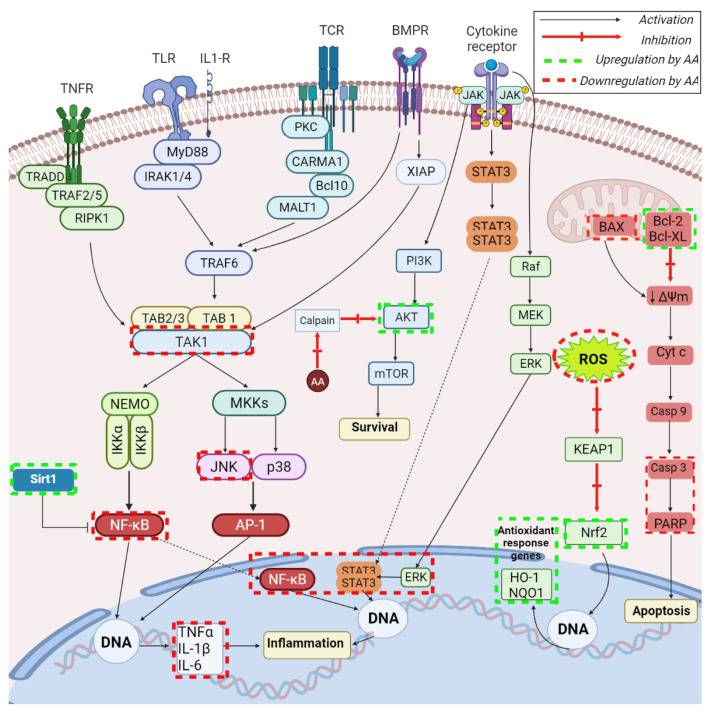 TNFR
TLR
IL1-R
TCR
BMPR
Cytokine
receptor
Activation
Inhibition
Upregulation by AA
Downregulation by AA
TRADD
TRAF2/5
RIPK1
MyD88
IRAK1/4
PKC
CARMA1
Bcl10
MALT1
XIAP
JAK
JAK
P
P
P
P
P
P
STAT3
STAT3
STAT3
TRAF6
TAB2/3
TAB 1
TAK1
PI3K
Calpain
AKT
AA
mTOR
Survival
Raf
MEK
ERK
BAX
Bcl-2
Bcl-XL
↓ ΔΨm
Cyt c
Casp 9
Casp 3
PARP
Apoptosis
ROS
KEAP1
Nrf2
NEMO
IKKα
IKKβ
MKKs
JNK
p38
Sirt1
NF-κB
AP-1
NF-κB
STAT3
STAT3
ERK
Antioxidant
response
genes
HO-1
NQO1
DNA
TNFα
IL-1β
IL-6
Inflammation
DNA
DNA